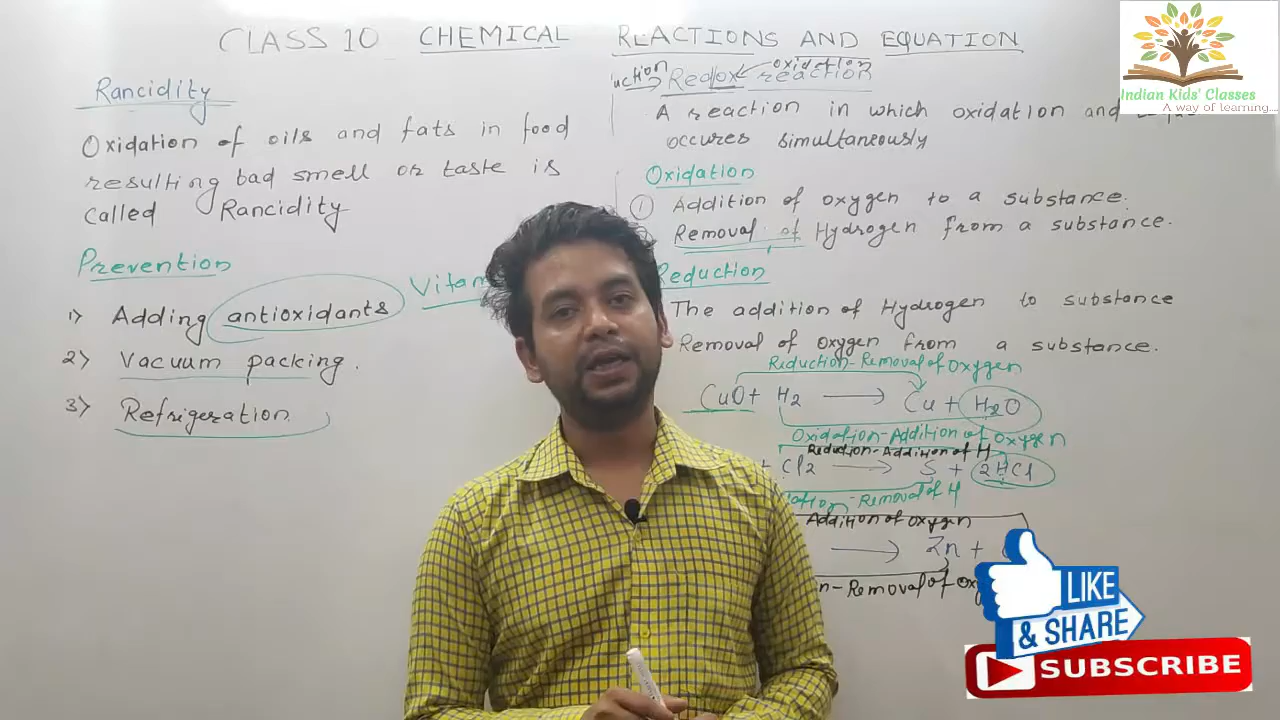 CLASS 10 CHEMICAL REACTIONS AND EQUATION
Indian Kids' Classes
A way of learning....
Rancidity
Oxidation of oils and fats in food
resulting bad smell or taste is
called Rancidity
Prevention
1) Adding antioxidants
2) Vacuum packing.
3) Refrigeration
oxidation
Redox reaction
A reaction in which oxidation and
occures simultaneously
Oxidation
① Addition of oxygen to a substance.
Removal of Hydrogen from a substance.
Reduction
The addition of Hydrogen to substance
Removal of oxygen from a substance.
Reduction-Removal of Oxygen
CuO + H2 → Cu + H2O
Oxidation-Addition of Oxygen
Reduction-Addition of H
+ Cl2 → S + 2HCl
Removal of H
Addition of oxygen
→ Zn +
Removal of
LIKE
& SHARE
SUBSCRIBE